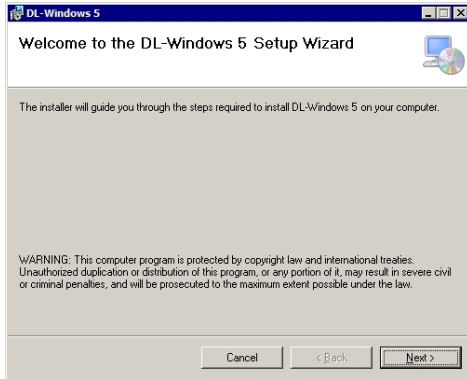 DL-Windows 5
Welcome to the DL-Windows 5 Setup Wizard
The installer will guide you through the steps required to install DL-Windows 5 on your computer.
WARNING: This computer program is protected by copyright law and international treaties.
Unauthorized duplication or distribution of this program, or any portion of it, may result in severe civil
or criminal penalties, and will be prosecuted to the maximum extent possible under the law.
Cancel
< Back
Next >